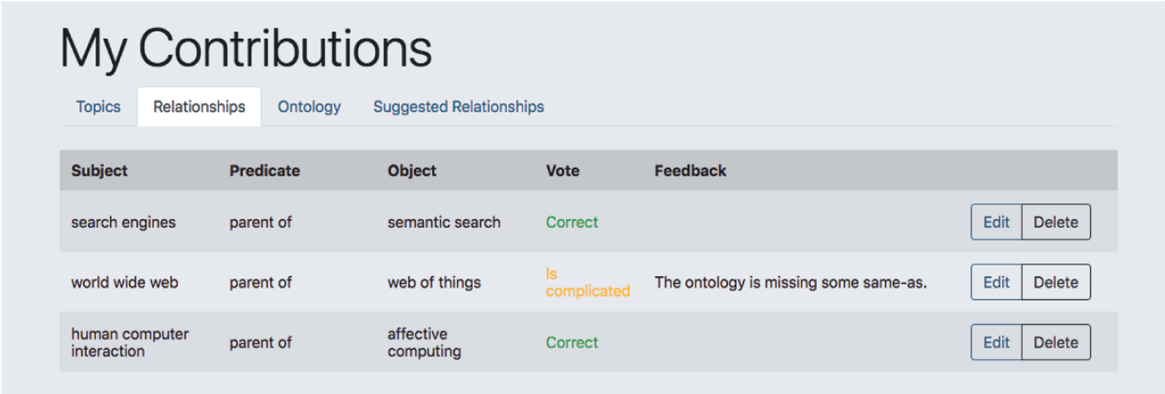 My Contributions
Topics Relationships Ontology Suggested Relationships
Subject Predicate Object Vote Feedback
search engines parent of semantic search Correct Edit Delete
world wide web parent of web of things Is complicated The ontology is missing some same-as. Edit Delete
human computer interaction parent of affective computing Correct Edit Delete